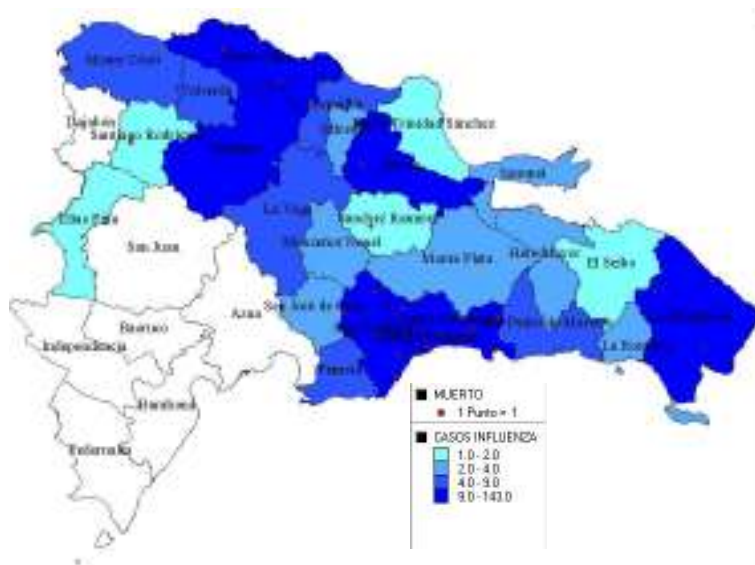 Monte Cristi
Valverde
Dajabón
Santiago Rodríguez
Trinidad Sánchez
Samaná
Elías Piña
La Vega
Sánchez Ramírez
San Juan
Monseñor Nouel
Monte Plata
Hato Mayor
El Seibo
Azua
San José de Ocoa
Baoruco
Independencia
La Romana
Peravia
Barahona
Pedernales
MUERTO
1 Punto = 1
CASOS INFLUENZA
1.0 - 2.0
2.0 - 4.0
4.0 - 9.0
9.0 - 143.0